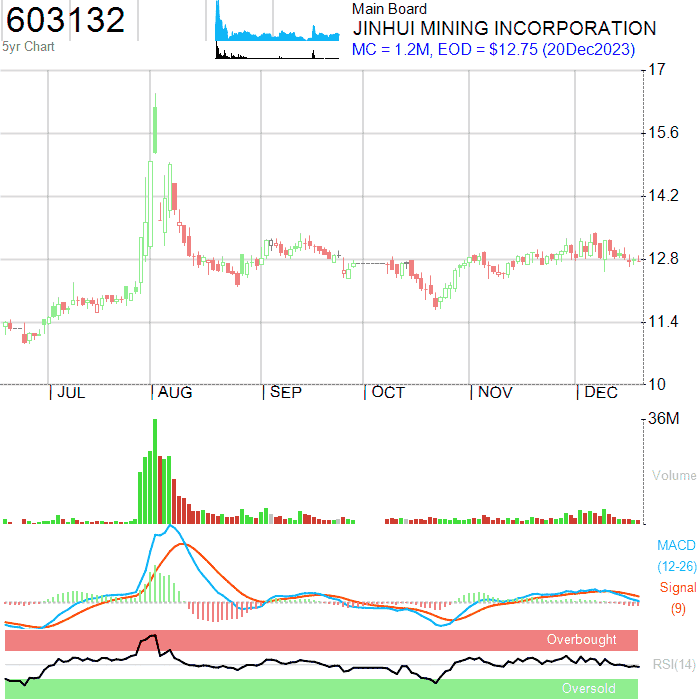 603132
5yr Chart
Main Board
JINHUI MINING INCORPORATION
MC = 1.2M, EOD = $12.75 (20Dec2023)
17
15.6
14.2
12.8
11.4
10
JUL AUG SEP OCT NOV DEC
36M
Volume
MACD
(12-26)
Signal
(9)
Overbought
RSI(14)
Oversold